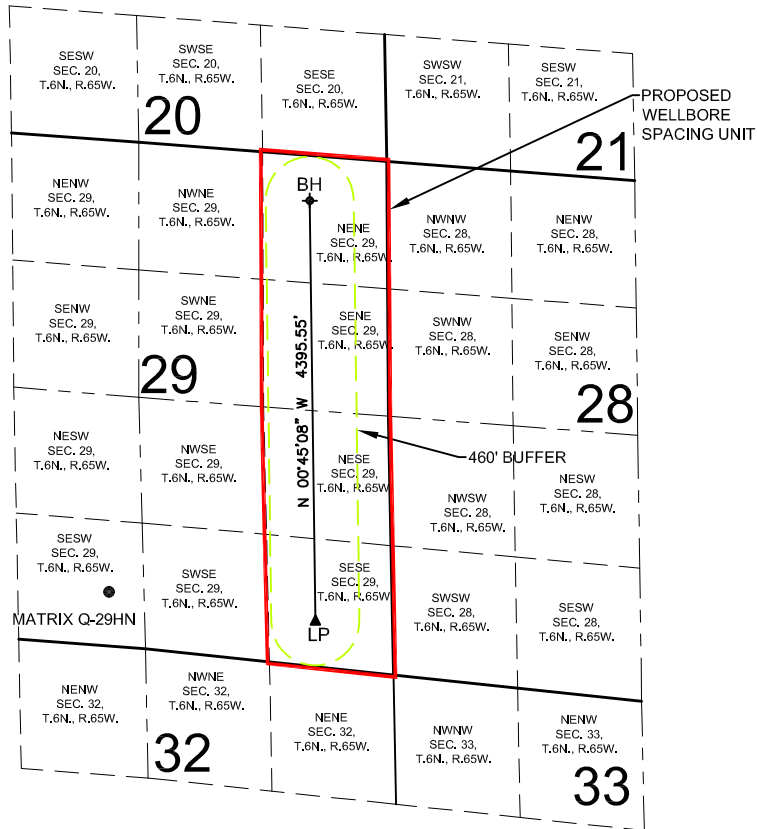 SESW
SEC. 20,
T.6N., R.65W.
SWSE
SEC. 20,
T.6N., R.65W.
SESE
SEC. 20,
T.6N., R.65W.
SWSW
SEC. 21,
T.6N., R.65W.
SESW
SEC. 21,
T.6N., R.65W.
20
21
PROPOSED
WELLBORE
SPACING UNIT
NENW
SEC. 29,
T.6N., R.65W.
NWNE
SEC. 29,
T.6N., R.65W.
BH
NENE
SEC. 29,
T.6N., R.65W.
NWNW
SEC. 28,
T.6N., R.65W.
NENW
SEC. 28,
T.6N., R.65W.
SENW
SEC. 29,
T.6N., R.65W.
SWNE
SEC. 29,
T.6N., R.65W.
N 00°45'08" W 4395.55'
SENE
SEC. 29,
T.6N., R.65W.
SWNW
SEC. 28,
T.6N., R.65W.
SENW
SEC. 28,
T.6N., R.65W.
29
28
NESW
SEC. 29,
T.6N., R.65W.
NWSE
SEC. 29,
T.6N., R.65W.
NESE
SEC. 29,
T.6N., R.65W.
460' BUFFER
NWSW
SEC. 28,
T.6N., R.65W.
NESW
SEC. 28,
T.6N., R.65W.
SESW
SEC. 29,
T.6N., R.65W.
MATRIX Q-29HN
SWSE
SEC. 29,
T.6N., R.65W.
SESE
SEC. 29,
T.6N., R.65W.
LP
SWSW
SEC. 28,
T.6N., R.65W.
SESW
SEC. 28,
T.6N., R.65W.
NENW
SEC. 32,
T.6N., R.65W.
NWNE
SEC. 32,
T.6N., R.65W.
NENE
SEC. 32,
T.6N., R.65W.
NWNW
SEC. 33,
T.6N., R.65W.
NENW
SEC. 33,
T.6N., R.65W.
32
33